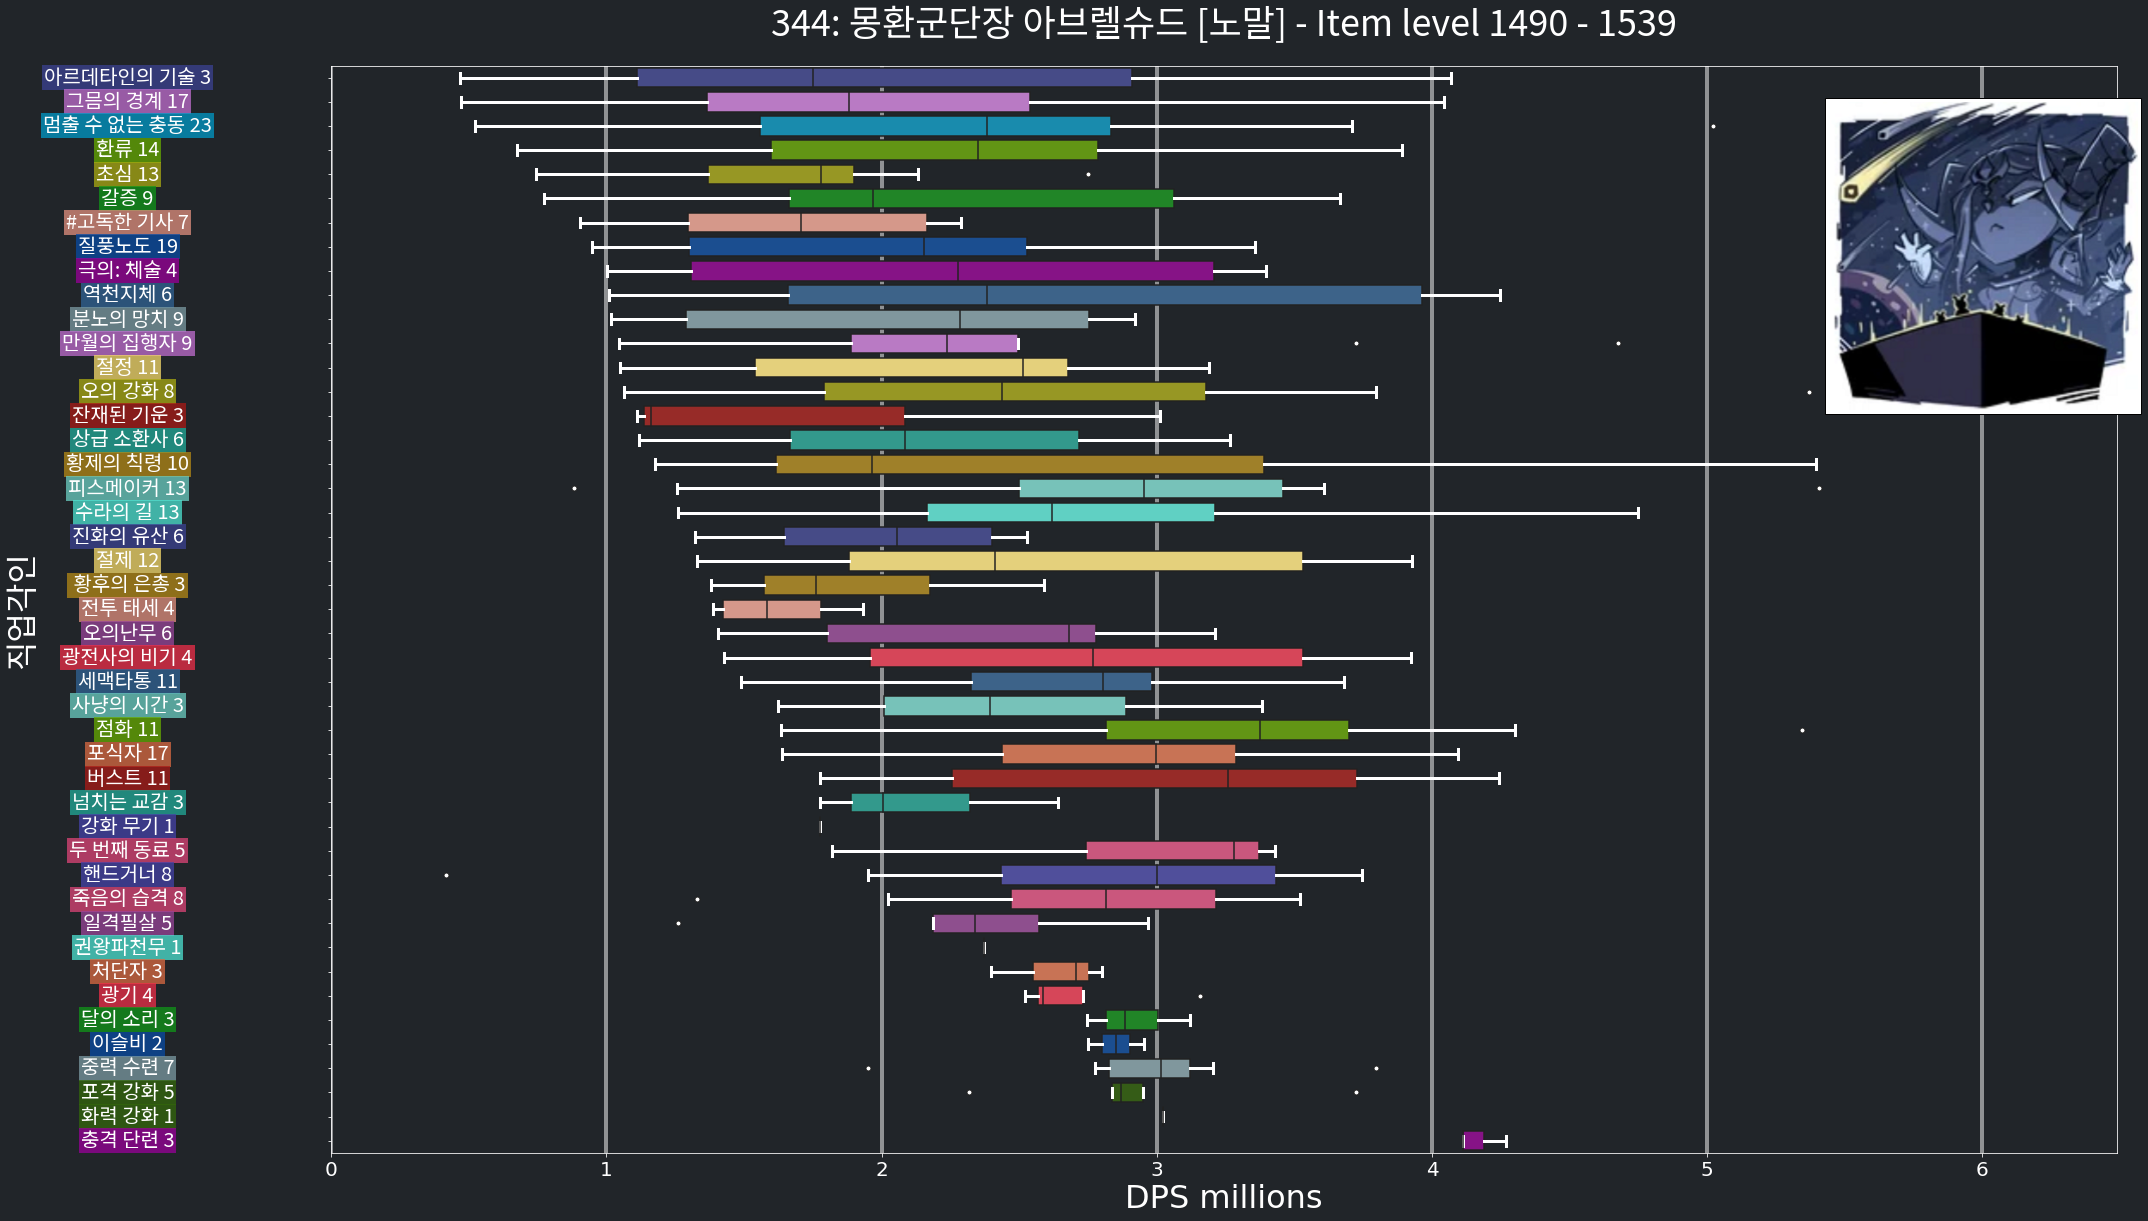 344: 몽환군단장 아브렐슈드 [노말] - Item level 1490 - 1539
아르데타인의 기술 3
그믐의 경계 17
멈출 수 없는 충동 23
환류 14
초심 13
갈증 9
#고독한 기사 7
질풍노도 19
극의: 체술 4
역천지체 6
분노의 망치 9
만월의 집행자 9
절정 11
오의 강화 8
잔재된 기운 3
상급 소환사 6
황제의 칙령 10
피스메이커 13
수라의 길 13
진화의 유산 6
절제 12
황후의 은총 3
전투 태세 4
오의난무 6
광전사의 비기 4
세맥타통 11
사냥의 시간 3
점화 11
포식자 17
버스트 11
넘치는 교감 3
강화 무기 1
두 번째 동료 5
핸드거너 8
죽음의 습격 8
일격필살 5
권왕파천무 1
처단자 3
광기 4
달의 소리 3
이슬비 2
중력 수련 7
포격 강화 5
화력 강화 1
충격 단련 3
직업각인
0 1 2 3 4 5 6
DPS millions